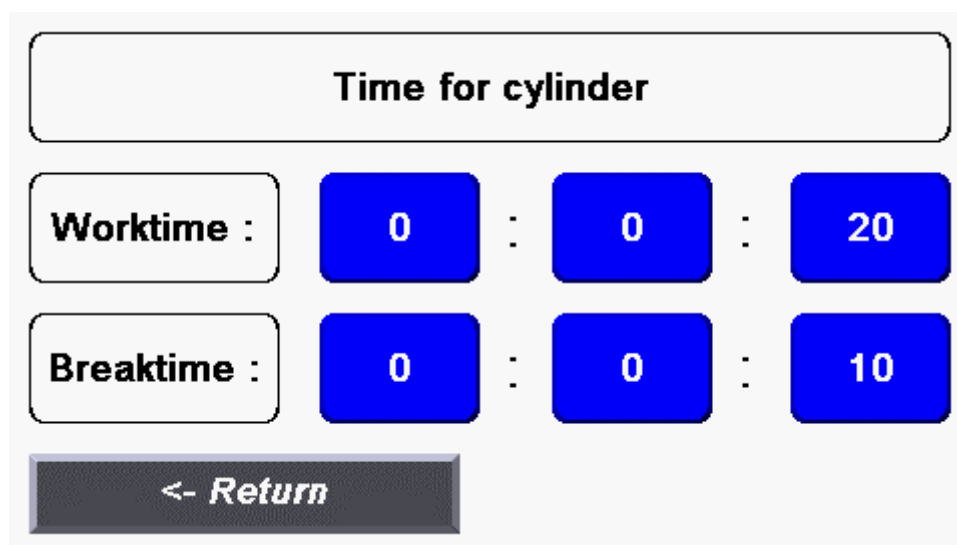 Time for cylinder
Worktime : 0 : 0 : 20
Breaktime : 0 : 0 : 10
<- Return